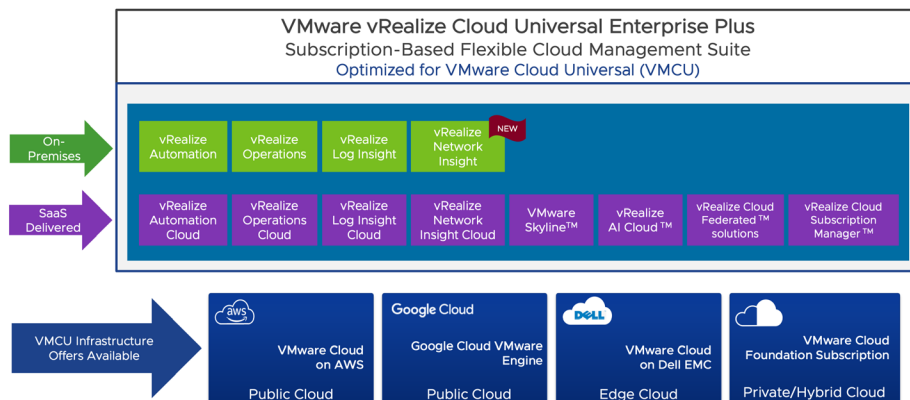 VMware vRealize Cloud Universal Enterprise Plus
Subscription-Based Flexible Cloud Management Suite
Optimized for VMware Cloud Universal (VMCU)
On-
Premises
vRealize
Automation
vRealize
Operations
vRealize
Log Insight
vRealize
Network
Insight
NEW
SaaS
Delivered
vRealize
Automation
Cloud
vRealize
Operations
Cloud
vRealize
Log Insight
Cloud
vRealize
Network
Insight Cloud
VMware
Skyline™
vRealize
AI Cloud™
vRealize Cloud
Federated™
solutions
vRealize Cloud
Subscription
Manager™
VMCU Infrastructure
Offers Available
aws
VMware Cloud
on AWS
Public Cloud
Google Cloud
Google Cloud VMware
Engine
Public Cloud
DELL
VMware Cloud
on Dell EMC
Edge Cloud
VMware Cloud
Foundation Subscription
Private/Hybrid Cloud